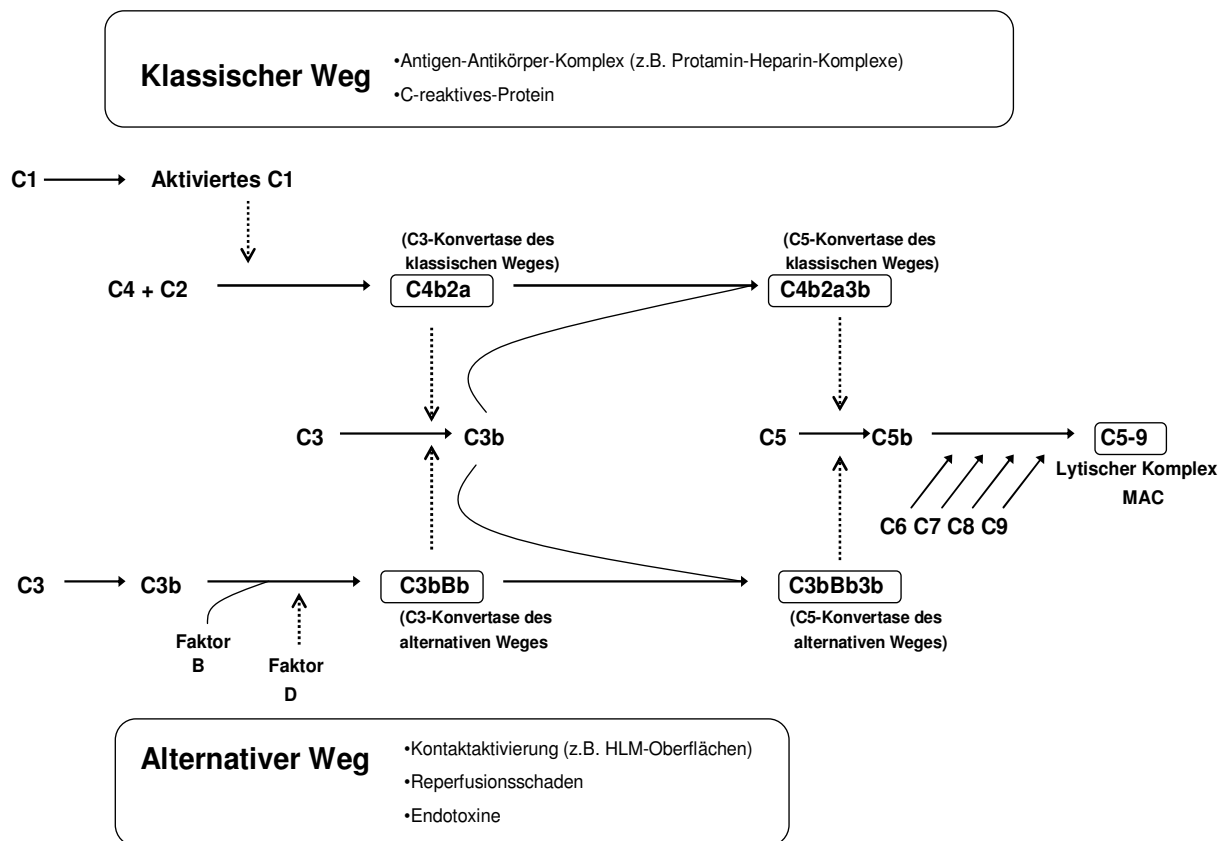 Klassischer Weg
•Antigen-Antikörper-Komplex (z.B. Protamin-Heparin-Komplexe)
•C-reaktives-Protein
C1
Aktiviertes C1
(C3-Konvertase des
klassischen Weges)
(C5-Konvertase des
klassischen Weges)
C4 + C2
C4b2a
C4b2a3b
C3
C3b
C5
C5b
C5-9
Lytischer Komplex
MAC
C6 C7 C8 C9
C3
C3b
C3bBb
C3bBb3b
(C3-Konvertase des
alternativen Weges
(C5-Konvertase des
alternativen Weges)
Faktor
B
Faktor
D
Alternativer Weg
•Kontaktaktivierung (z.B. HLM-Oberflächen)
•Reperfusionsschaden
•Endotoxine